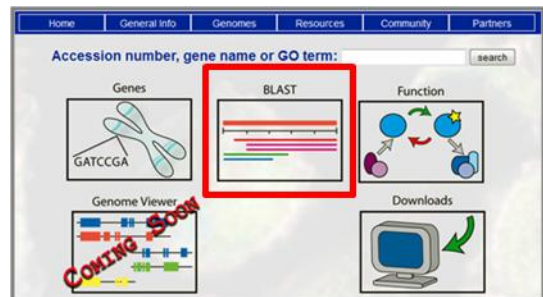 Home General Info Genomes Resources Community Partners
Accession number, gene name or GO term: search
Genes BLAST Function
GATCCGA
Genome Viewer Downloads
COMING SOON